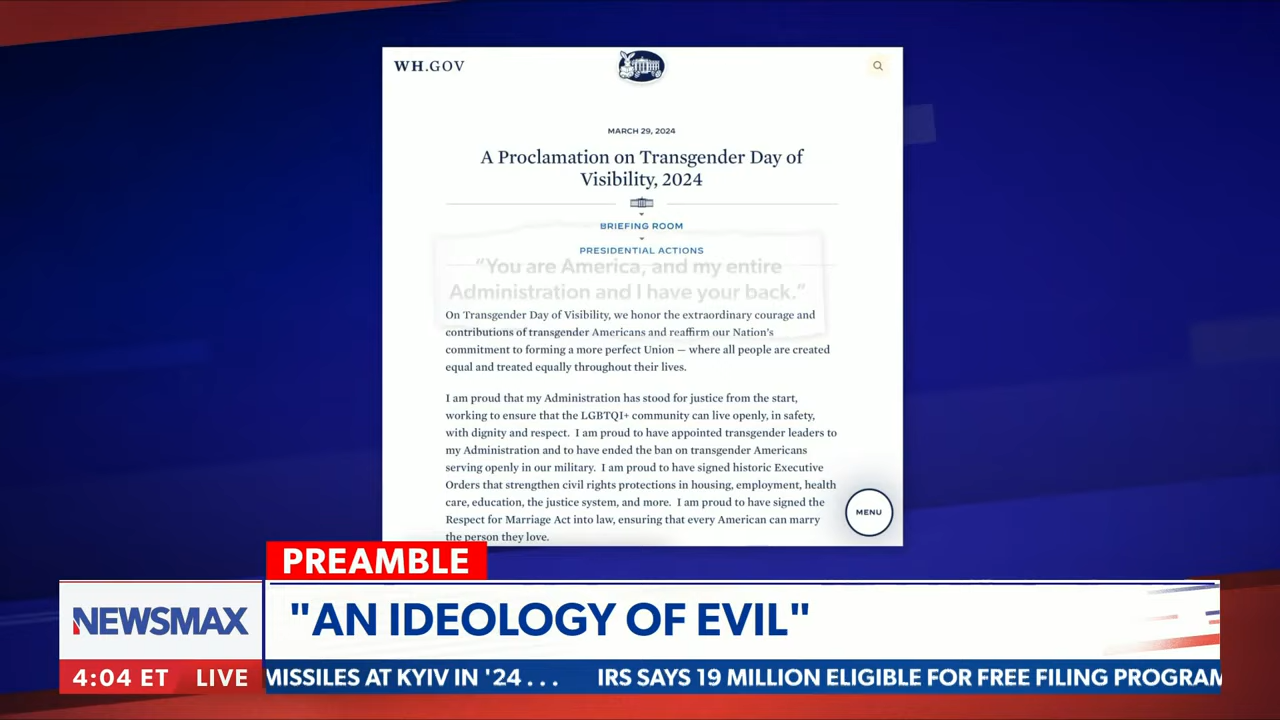 WH.GOV
MARCH 29, 2024
A Proclamation on Transgender Day of
Visibility, 2024
BRIEFING ROOM
PRESIDENTIAL ACTIONS
“You are America, and my entire
Administration and I have your back.”
On Transgender Day of Visibility, we honor the extraordinary courage and
contributions of transgender Americans and reaffirm our Nation’s
commitment to forming a more perfect Union — where all people are created
equal and treated equally throughout their lives.
I am proud that my Administration has stood for justice from the start,
working to ensure that the LGBTQI+ community can live openly, in safety,
with dignity and respect.  I am proud to have appointed transgender leaders to
my Administration and to have ended the ban on transgender Americans
serving openly in our military.  I am proud to have signed historic Executive
Orders that strengthen civil rights protections in housing, employment, health
care, education, the justice system, and more.  I am proud to have signed the
Respect for Marriage Act into law, ensuring that every American can marry
the person they love.
MENU
PREAMBLE
NEWSMAX
"AN IDEOLOGY OF EVIL"
4:04 ET LIVE
MISSILES AT KYIV IN '24 . . . IRS SAYS 19 MILLION ELIGIBLE FOR FREE FILING PROGRAM